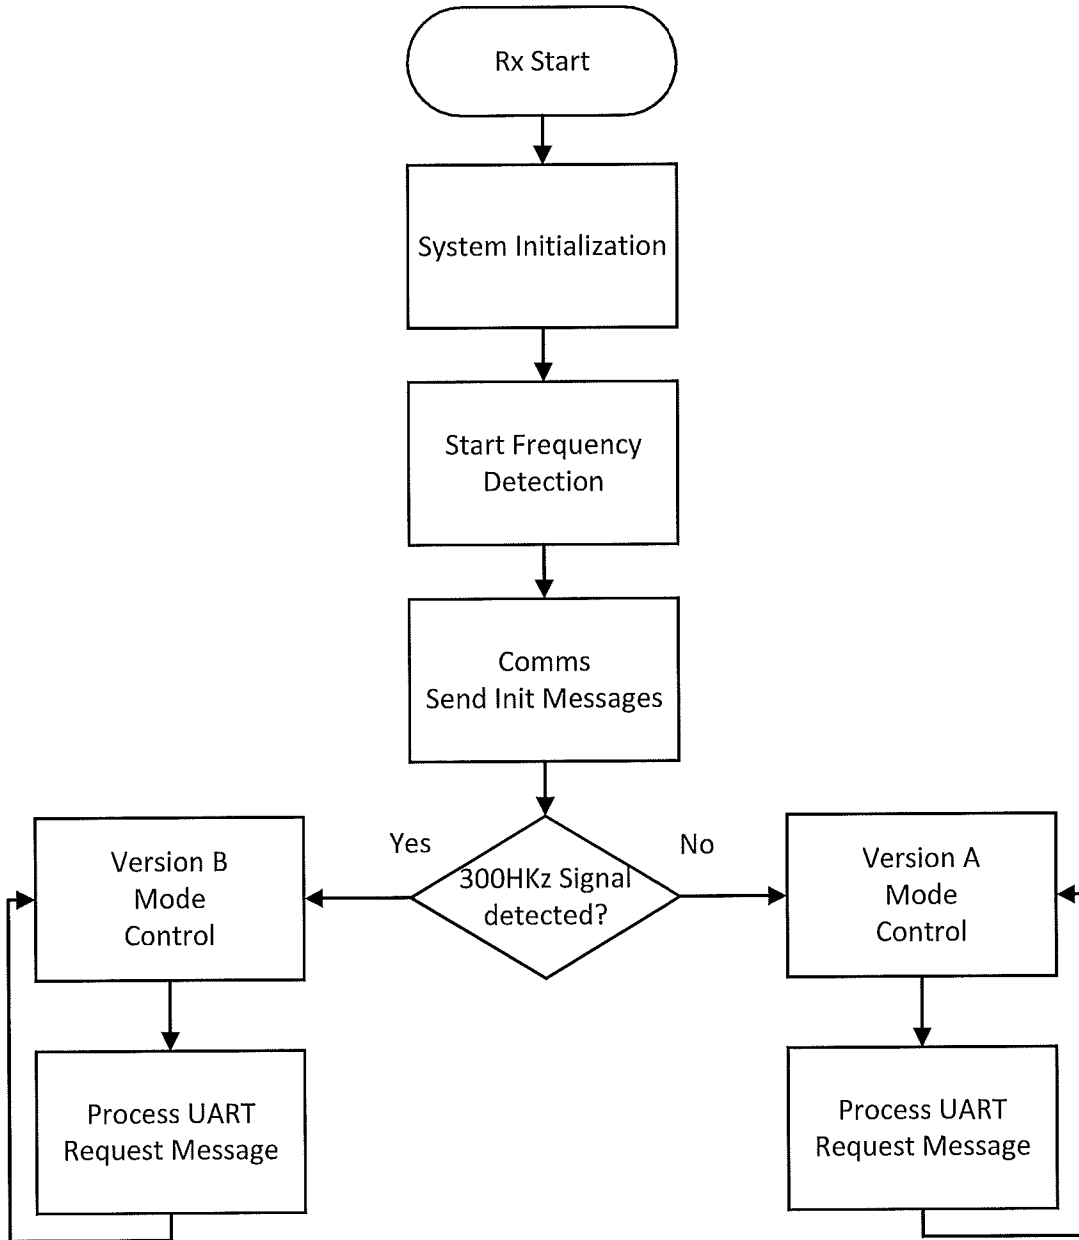 Rx Start
System Initialization
Start Frequency
Detection
Comms
Send Init Messages
Yes
No
300HKz Signal
detected?
Version B
Mode
Control
Version A
Mode
Control
Process UART
Request Message
Process UART
Request Message